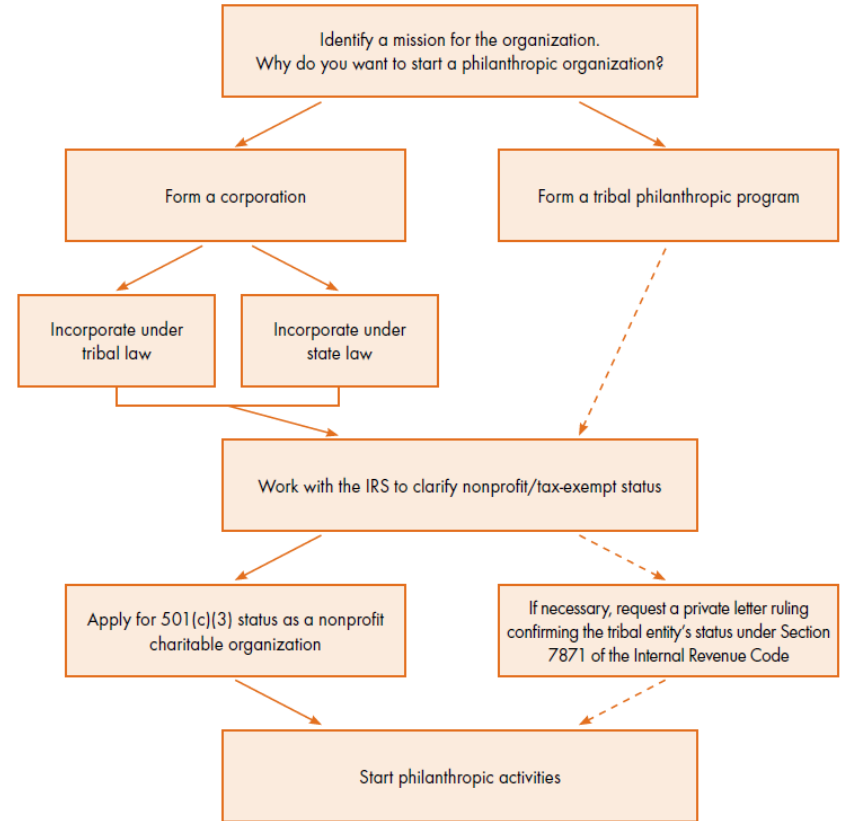 Identify a mission for the organization.
Why do you want to start a philanthropic organization?
Form a corporation
Form a tribal philanthropic program
Incorporate under
tribal law
Incorporate under
state law
Work with the IRS to clarify nonprofit/tax-exempt status
Apply for 501(c)(3) status as a nonprofit
charitable organization
If necessary, request a private letter ruling
confirming the tribal entity’s status under Section
7871 of the Internal Revenue Code
Start philanthropic activities